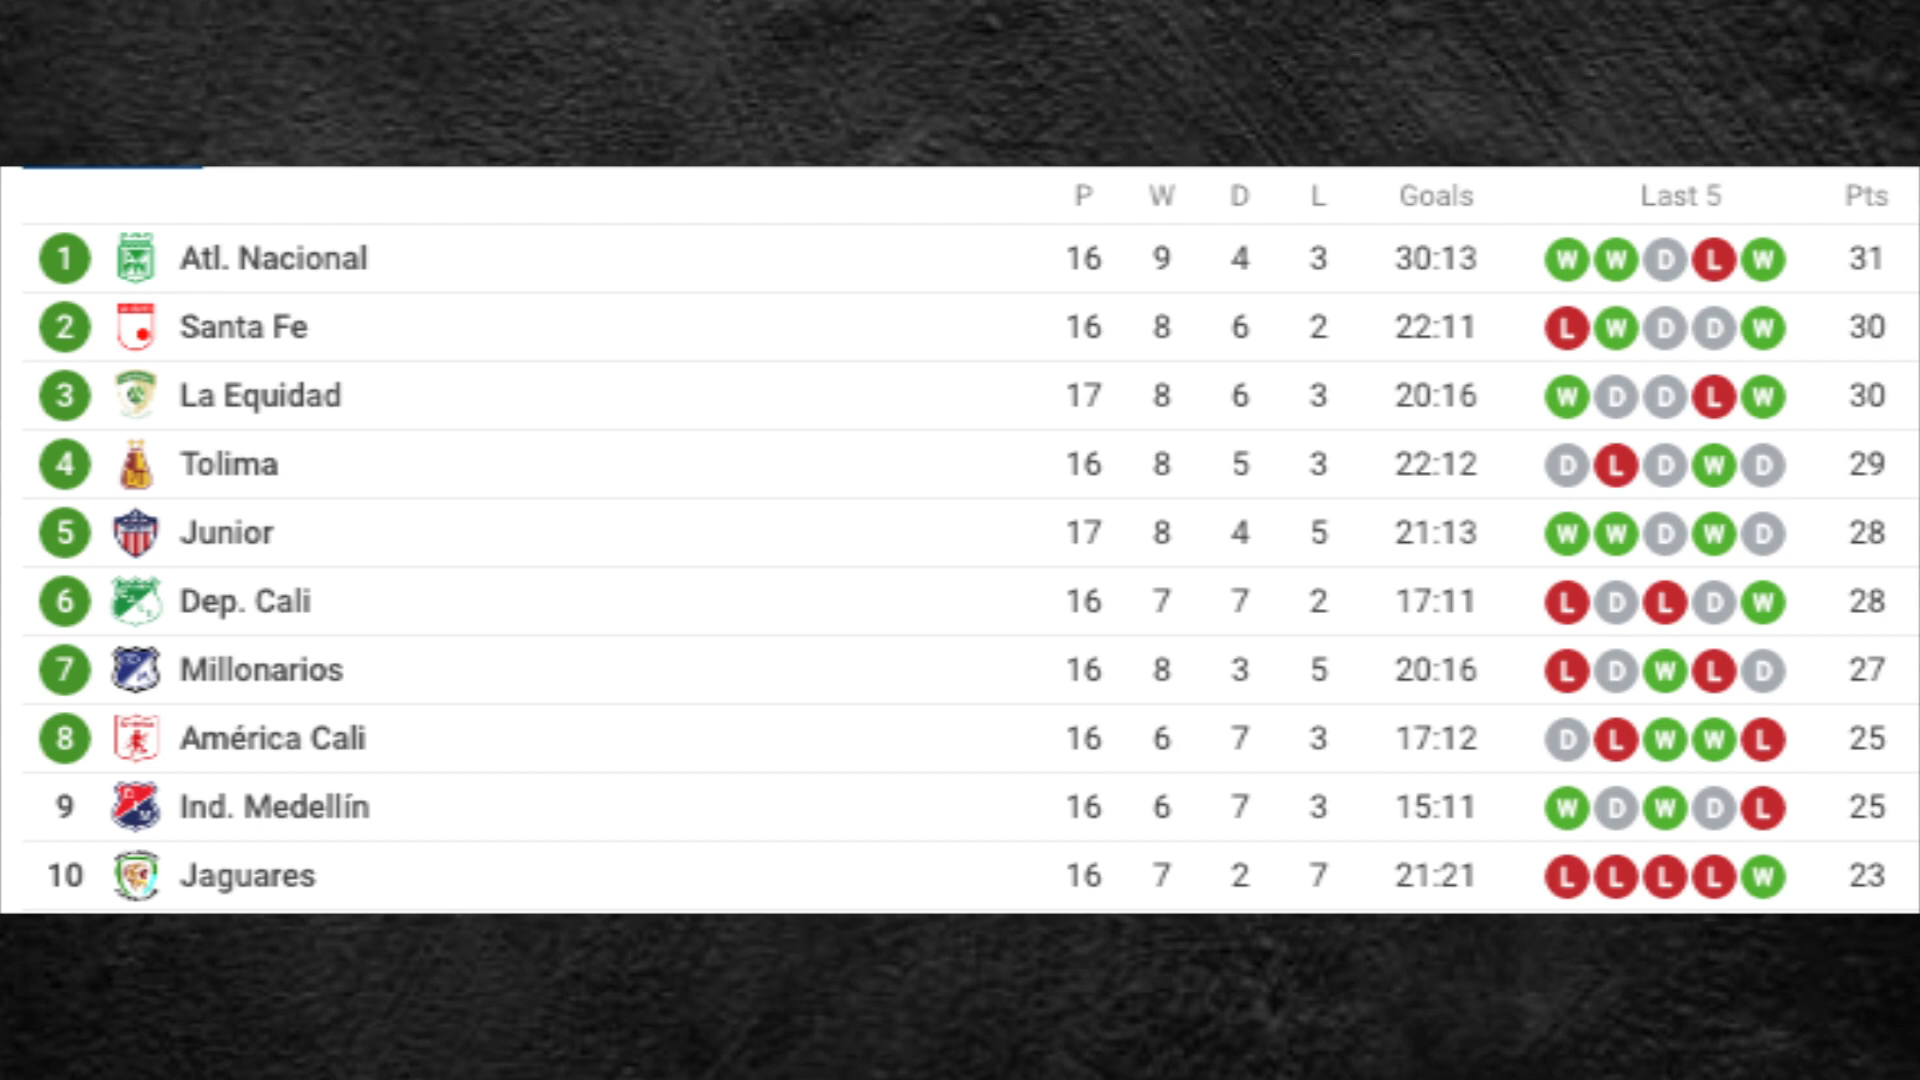 P W D L Goals Last 5 Pts
1 Atl. Nacional 16 9 4 3 30:13 W W D L W 31
2 Santa Fe 16 8 6 2 22:11 L W D D W 30
3 La Equidad 17 8 6 3 20:16 W D D L W 30
4 Tolima 16 8 5 3 22:12 D L D W D 29
5 Junior 17 8 4 5 21:13 W W D W D 28
6 Dep. Cali 16 7 7 2 17:11 L D L D W 28
7 Millonarios 16 8 3 5 20:16 L D W L D 27
8 América Cali 16 6 7 3 17:12 D L W W L 25
9 Ind. Medellín 16 6 7 3 15:11 W D W D L 25
10 Jaguares 16 7 2 7 21:21 L L L L W 23